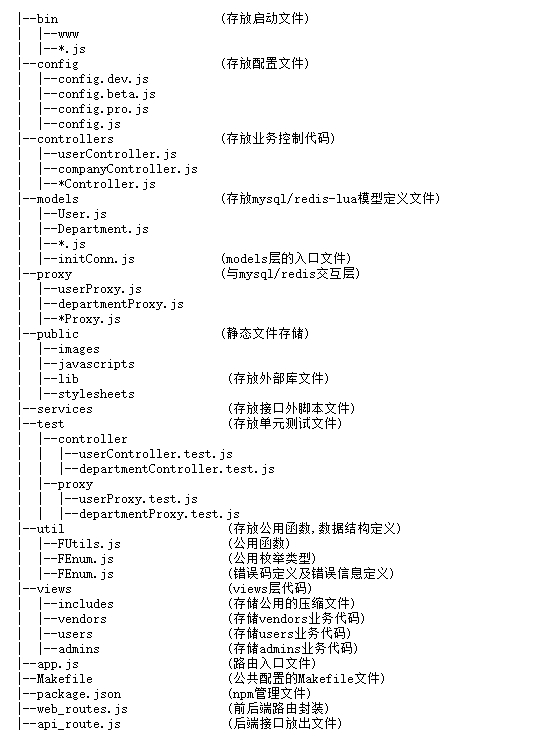 |--bin (存放启动文件)
| |--www
| |--*.js
|--config (存放配置文件)
| |--config.dev.js
| |--config.beta.js
| |--config.pro.js
| |--config.js
|--controllers (存放业务控制代码)
| |--userController.js
| |--companyController.js
| |--*Controller.js
|--models (存放mysql/redis-lua模型定义文件)
| |--User.js
| |--Department.js
| |--*.js
| |--initConn.js (models层的入口文件)
|--proxy (与mysql/redis交互层)
| |--userProxy.js
| |--departmentProxy.js
| |--*Proxy.js
|--public (静态文件存储)
| |--images
| |--javascripts
| |--lib (存放外部库文件)
| |--stylesheets
|--services (存放接口外脚本文件)
|--test (存放单元测试文件)
| |--controller
| | |--userController.test.js
| | |--departmentController.test.js
| |--proxy
| | |--userProxy.test.js
| | |--departmentProxy.test.js
|--util (存放公用函数,数据结构定义)
| |--FUtils.js (公用函数)
| |--FEnum.js (公用枚举类型)
| |--FEnum.js (错误码定义及错误信息定义)
|--views (views层代码)
| |--includes (存储公用的压缩文件)
| |--vendors (存储vendors业务代码)
| |--users (存储users业务代码)
| |--admins (存储admins业务代码)
|--app.js (路由入口文件)
|--Makefile (公共配置的Makefile文件)
|--package.json (npm管理文件)
|--web_routes.js (前后端路由封装)
|--api_route.js (后端接口放出文件)